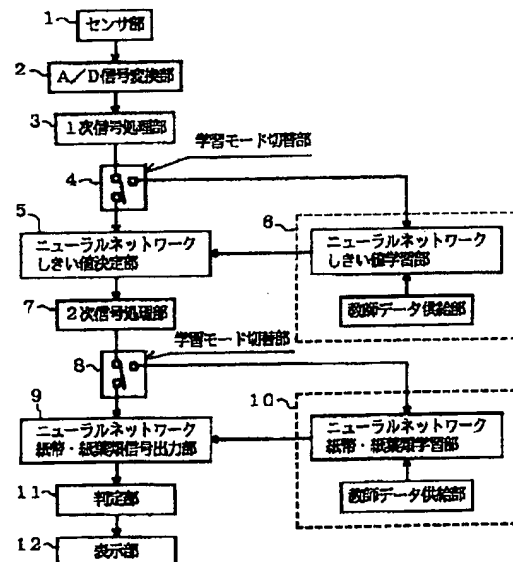 1
センサ部
2
A/D信号変換部
3
1次信号処理部
学習モード切替部
4
5
ニューラルネットワーク
しきい値決定部
6
ニューラルネットワーク
しきい値学習部
教師データ供給部
7
2次信号処理部
学習モード切替部
8
9
ニューラルネットワーク
紙幣・紙葉類信号出力部
10
ニューラルネットワーク
紙幣・紙葉類学習部
教師データ供給部
11
判定部
12
表示部